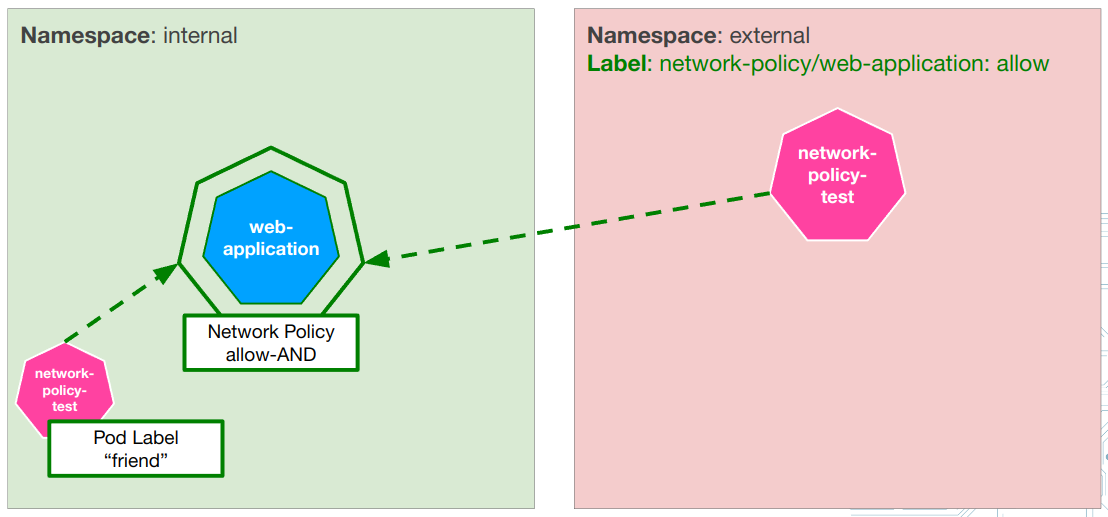 Namespace: internal
Namespace: external
Label: network-policy/web-application: allow
network-
policy-
test
web-
application
Network Policy
allow-AND
network-
policy-
test
Pod Label
“friend”